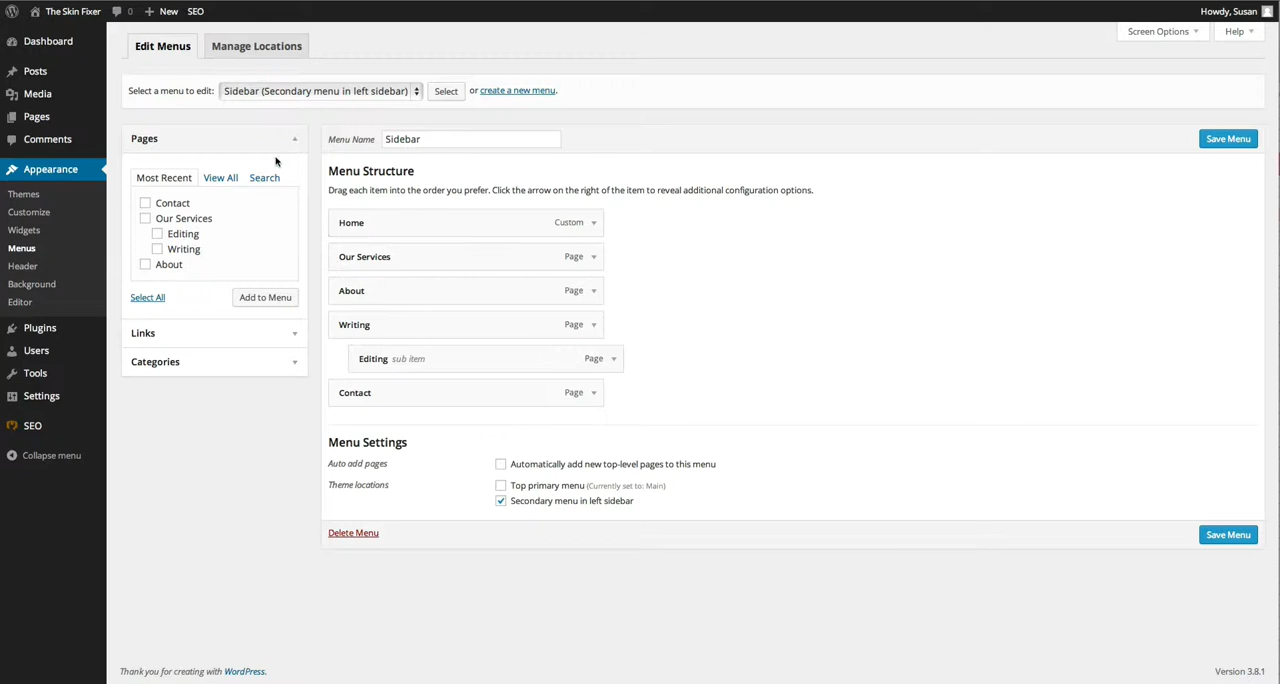 The Skin Fixer 0 New SEO Howdy, Susan
Screen Options Help
Dashboard
Posts
Media
Pages
Comments
Appearance
Themes
Customize
Widgets
Menus
Header
Background
Editor
Plugins
Users
Tools
Settings
SEO
Collapse menu
Edit Menus Manage Locations
Select a menu to edit: Sidebar (Secondary menu in left sidebar) Select or create a new menu.
Pages
Most Recent View All Search
Contact
Our Services
Editing
Writing
About
Select All Add to Menu
Links
Categories
Menu Name Sidebar Save Menu
Menu Structure
Drag each item into the order you prefer. Click the arrow on the right of the item to reveal additional configuration options.
Home Custom
Our Services Page
About Page
Writing Page
Editing sub item Page
Contact Page
Menu Settings
Auto add pages Automatically add new top-level pages to this menu
Theme locations Top primary menu (Currently set to: Main)
Secondary menu in left sidebar
Delete Menu Save Menu
Thank you for creating with WordPress. Version 3.8.1